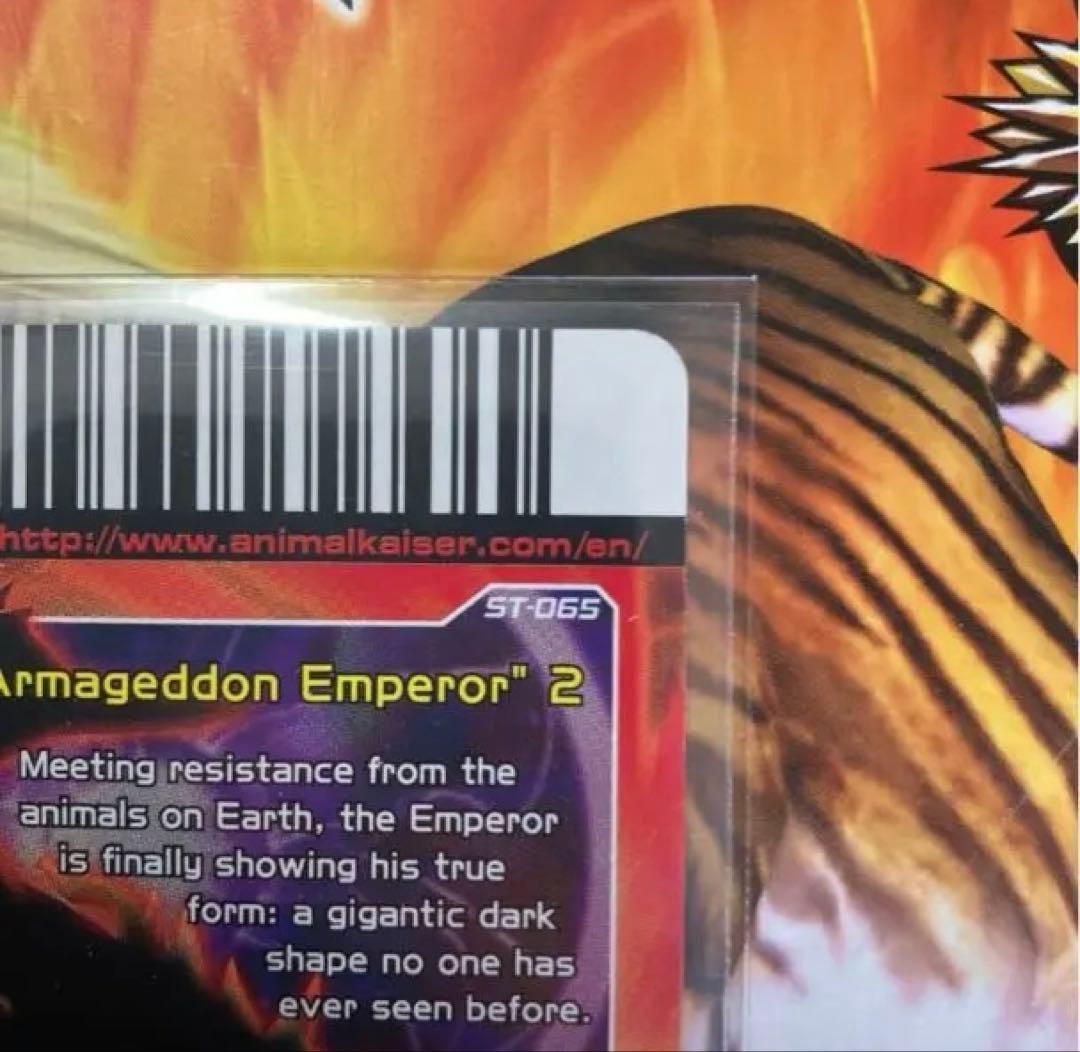 http://www.animalkaiser.com/en/
ST-065
Armageddon Emperor" 2
Meeting resistance from the
animals on Earth, the Emperor
is finally showing his true
form: a gigantic dark
shape no one has
ever seen before.